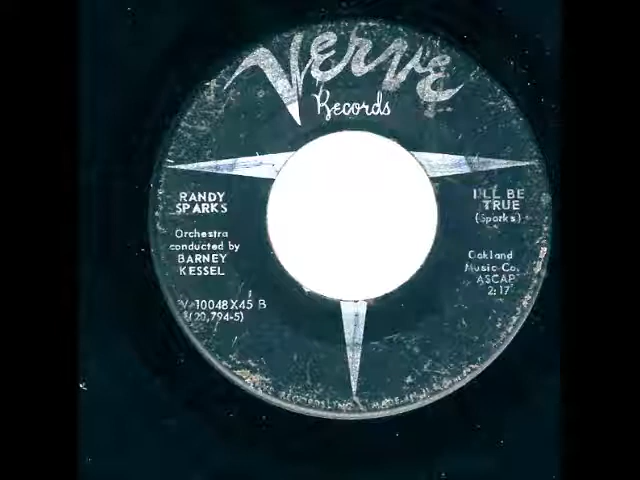 Verve
Records
RANDY
SPARKS
Orchestra
conducted by
BARNEY
KESSEL
V-10048X45 B
(20,794-5)
I'LL BE
TRUE
(Sparks)
Oakland
Music Co.
ASCAP
2:17